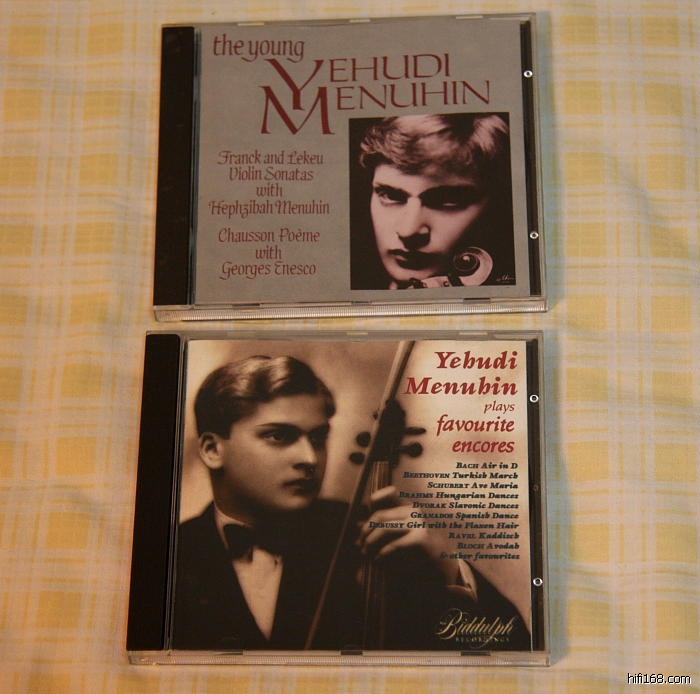 the young
YEHUDI
MENUHIN
Franck and Lekeu
Violin Sonatas
with
Hephzibah Menuhin
Chausson Poème
with
Georges Enesco
Yehudi
Menuhin
plays
favourite
encores
BACH Air in D
BEETHOVEN Turkish March
SCHUBERT Ave Maria
BRAHMS Hungarian Dances
DVORAK Slavonic Dances
GRANADOS Spanish Dance
DEBUSSY Girl with the Flaxen Hair
RAVEL Kaddisch
BLOCH Avodah
& other favourites
Biddulph
RECORDINGS
hifi168.com